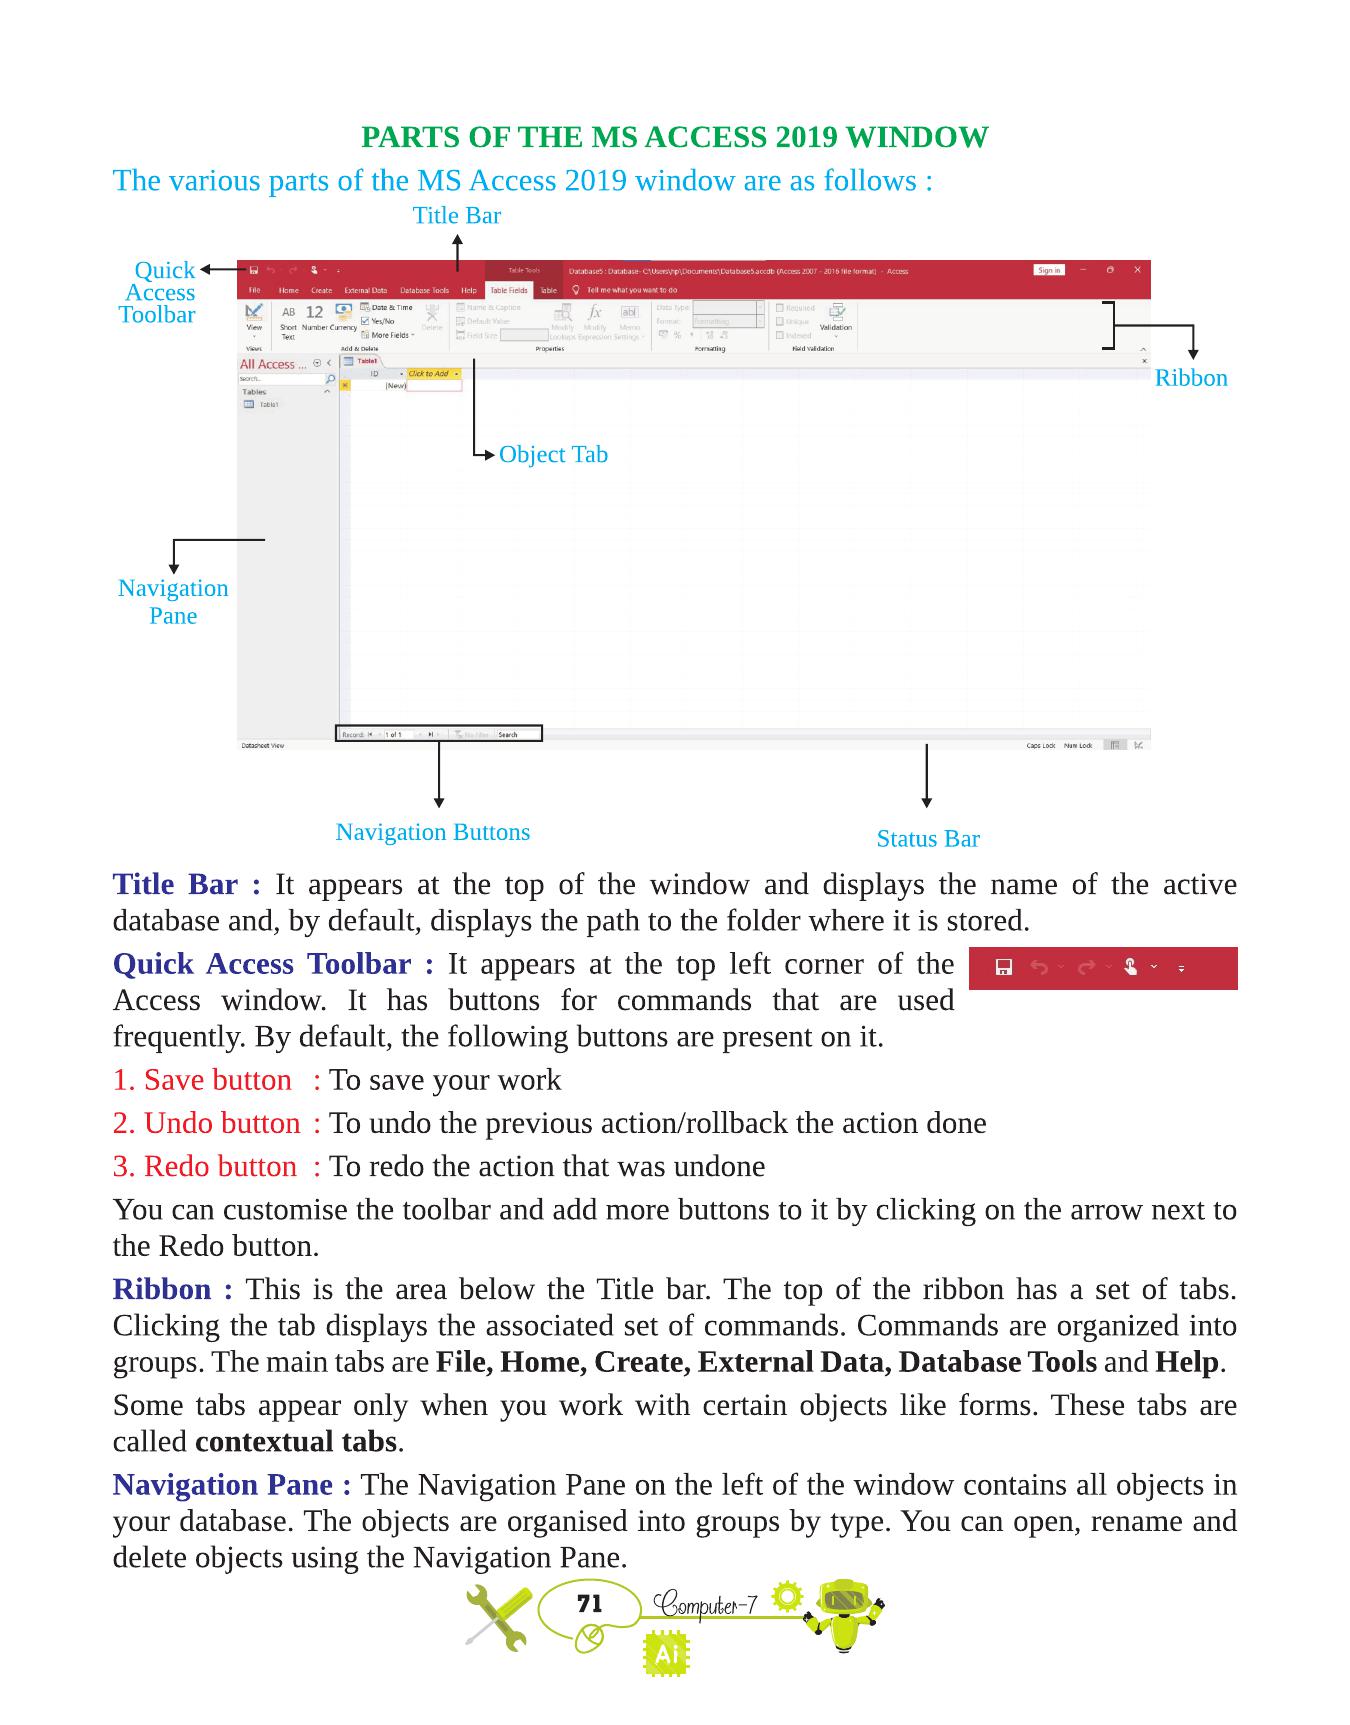 PARTS OF THE MS ACCESS 2019 WINDOW
The various parts of the MS Access 2019 window are as follows :
Title Bar
Quick
Access
Toolbar
Table Tools
Database5 : Database- C:\Users\hp\Documents\Database5.accdb (Access 2007 - 2016 file format) - Access
Sign in
File Home Create External Data Database Tools Help Table Fields Table Tell me what you want to do
View
Views
AB
Short
Text
12
Number
Currency
Date & Time
Yes/No
More Fields
Delete
Add & Delete
Name & Caption
Default Value
Field Size
Modify
Lookups
fx
Modify
Expression
ab
Memo
Settings
Properties
Data Type:
Format: Formatting
%
Formatting
Required
Unique
Indexed
Validation
Field Validation
Ribbon
All Access ...
Search...
Tables
Table1
Table1
ID Click to Add
(New)
Object Tab
Navigation
Pane
Record: 1 of 1 No Filter Search
Datasheet View
Caps Lock Num Lock
Navigation Buttons
Status Bar
Title Bar : It appears at the top of the window and displays the name of the active
database and, by default, displays the path to the folder where it is stored.
Quick Access Toolbar : It appears at the top left corner of the
Access window. It has buttons for commands that are used
frequently. By default, the following buttons are present on it.
1. Save button : To save your work
2. Undo button : To undo the previous action/rollback the action done
3. Redo button : To redo the action that was undone
You can customise the toolbar and add more buttons to it by clicking on the arrow next to
the Redo button.
Ribbon : This is the area below the Title bar. The top of the ribbon has a set of tabs.
Clicking the tab displays the associated set of commands. Commands are organized into
groups. The main tabs are File, Home, Create, External Data, Database Tools and Help.
Some tabs appear only when you work with certain objects like forms. These tabs are
called contextual tabs.
Navigation Pane : The Navigation Pane on the left of the window contains all objects in
your database. The objects are organised into groups by type. You can open, rename and
delete objects using the Navigation Pane.
71
Computer-7
Ai